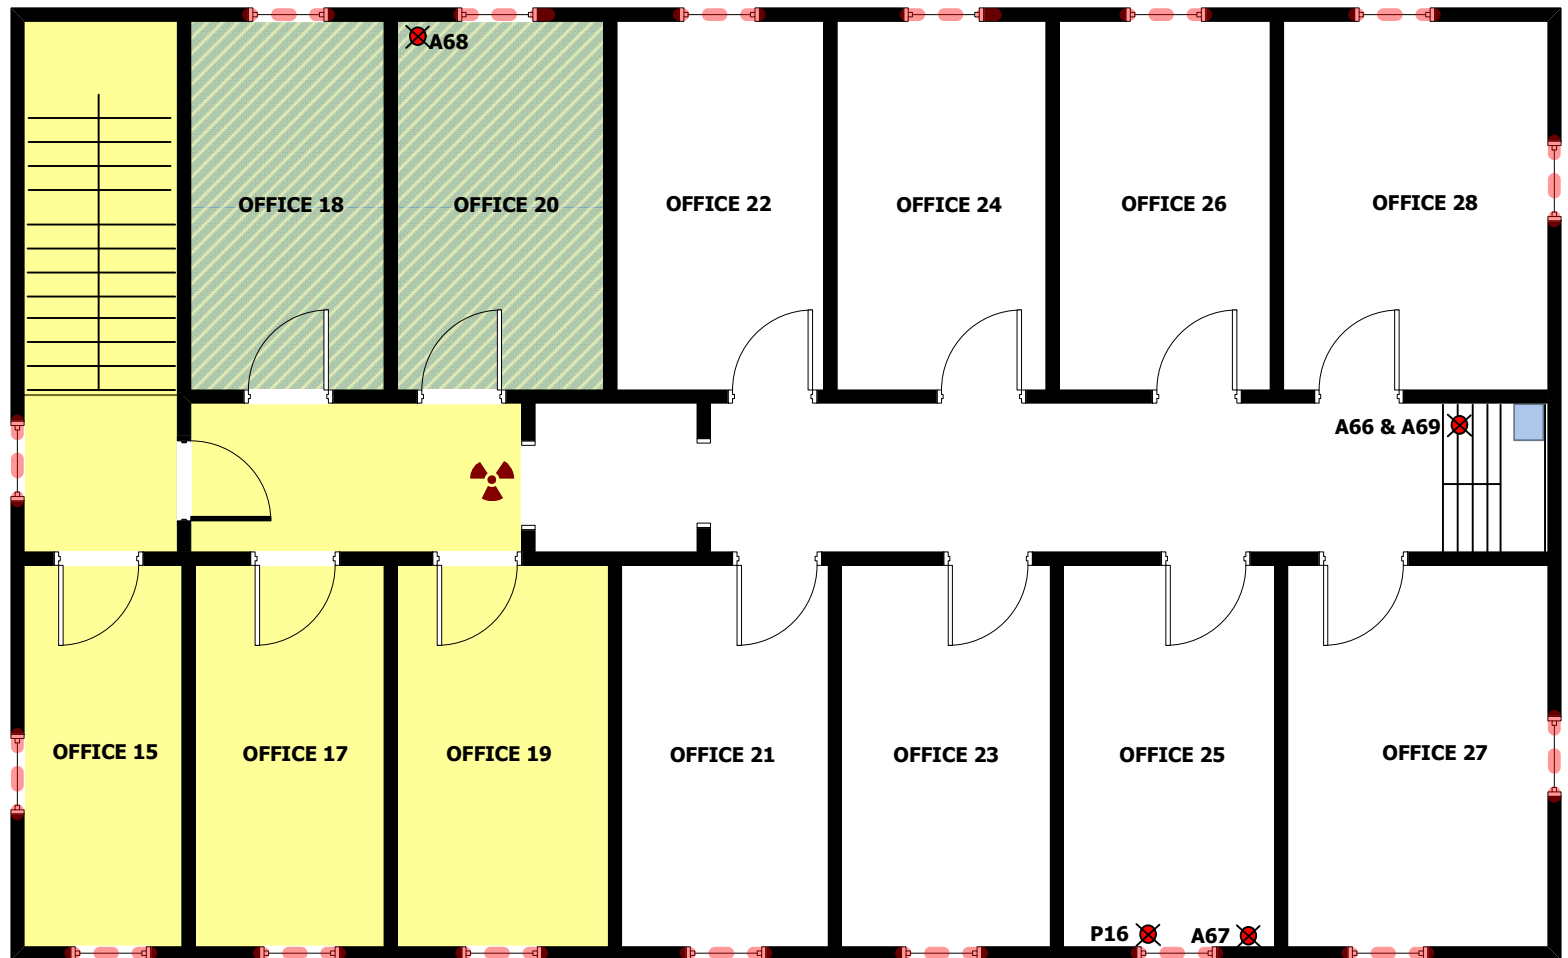 A68
OFFICE 18
OFFICE 20
OFFICE 22
OFFICE 24
OFFICE 26
OFFICE 28
A66 & A69
OFFICE 15
OFFICE 17
OFFICE 19
OFFICE 21
OFFICE 23
OFFICE 25
OFFICE 27
P16
A67